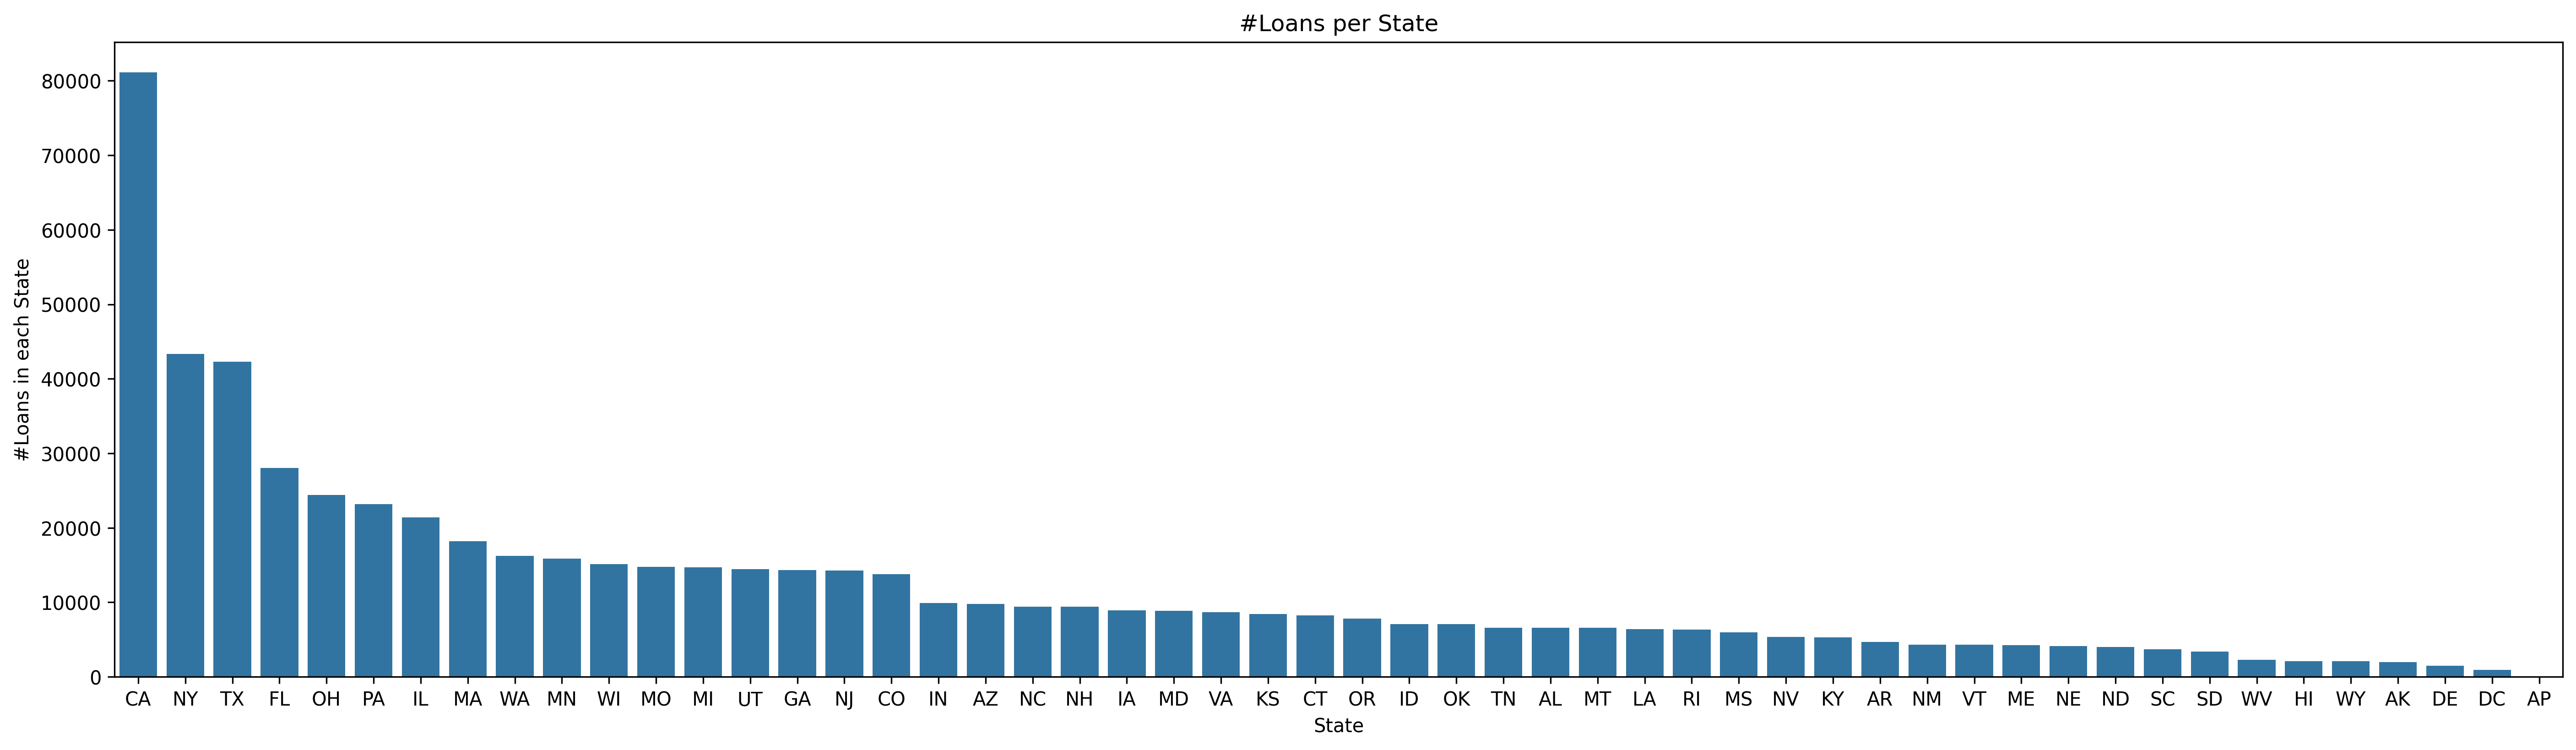 #Loans per State
#Loans in each State
80000
70000
60000
50000
40000
30000
20000
10000
0
CA NY TX FL OH PA IL MA WA MN WI MO MI UT GA NJ CO IN AZ NC NH IA MD VA KS CT OR ID OK TN AL MT LA RI MS NV KY AR NM VT ME NE ND SC SD WV HI WY AK DE DC AP
State